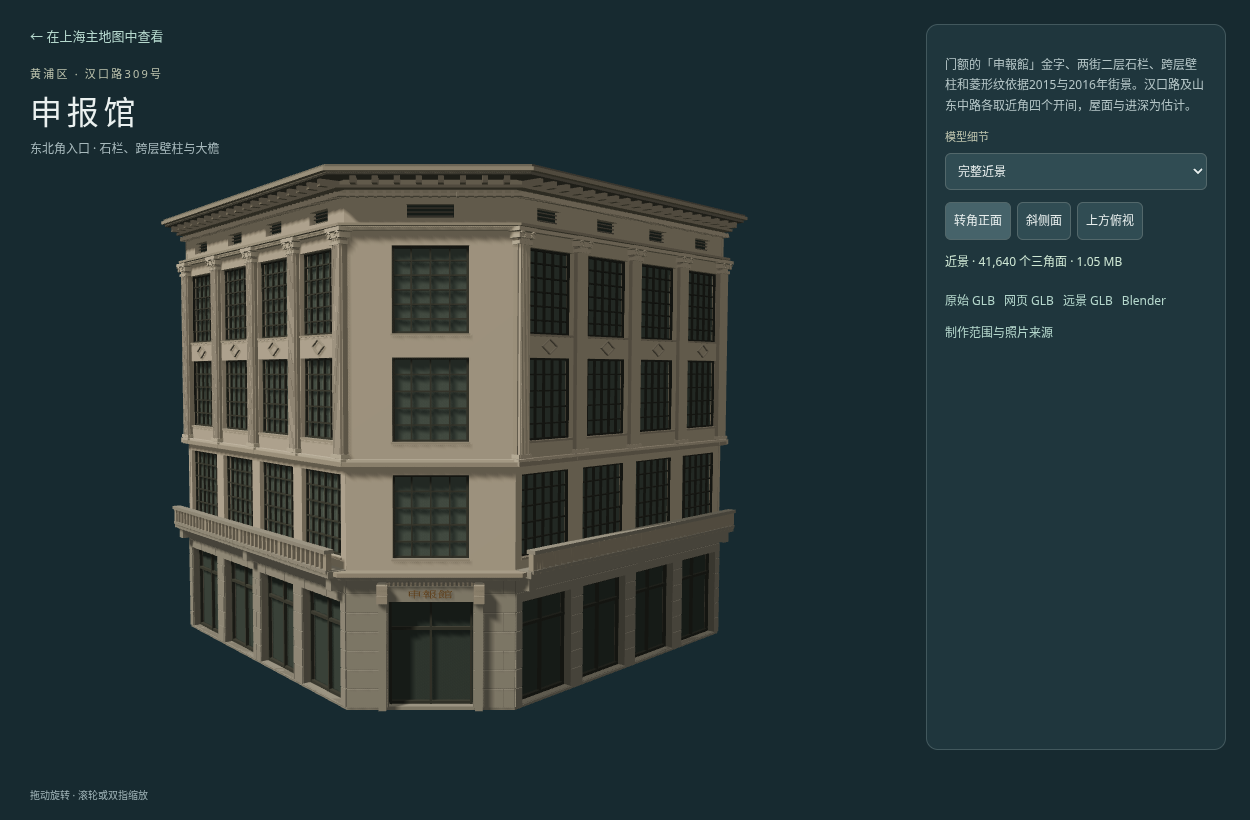 ← 在上海主地图中查看
黄浦区 · 汉口路309号
申报馆
东北角入口 · 石栏、跨层壁柱与大檐
申報館
拖动旋转 · 滚轮或双指缩放
门额的「申報館」金字、两街二层石栏、跨层壁
柱和菱形纹依据2015与2016年街景。汉口路及山
东中路各取近角四个开间，屋面与进深为估计。
模型细节
完整近景
转角正面 斜侧面 上方俯视
近景 · 41,640 个三角面 · 1.05 MB
原始 GLB 网页 GLB 远景 GLB Blender
制作范围与照片来源